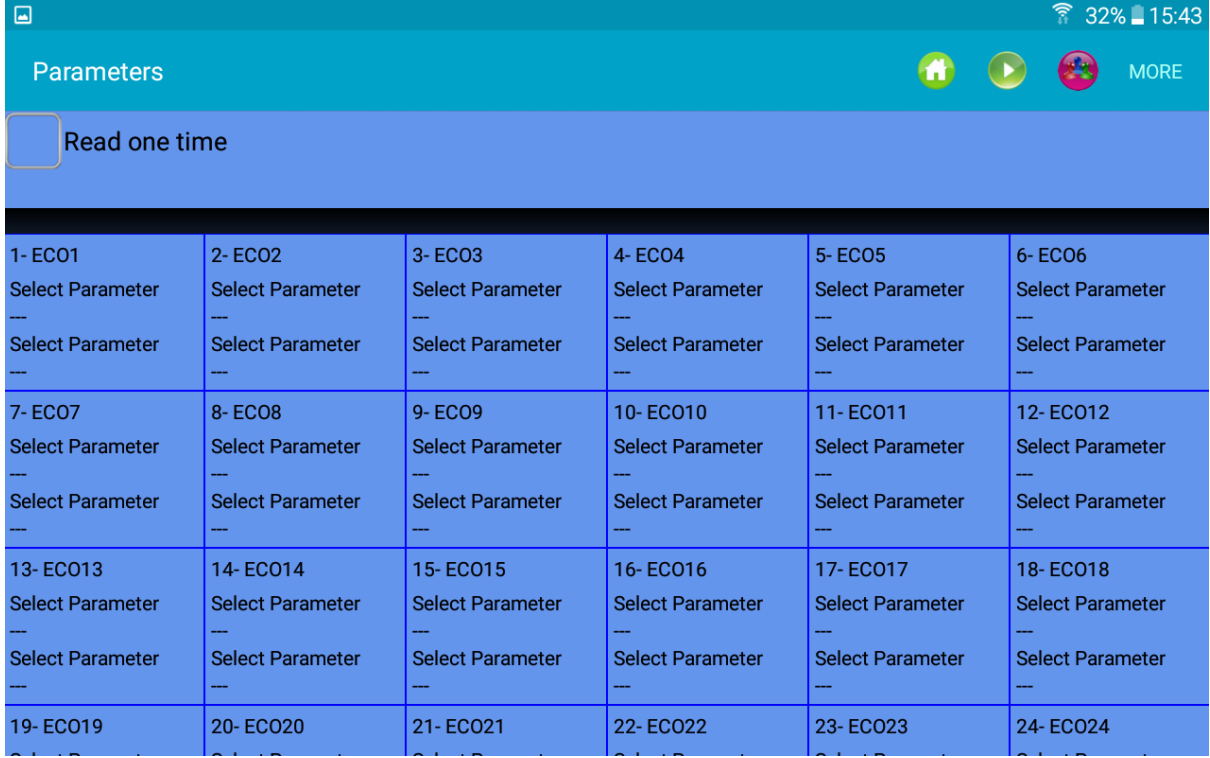 32% 15:43
Parameters MORE
Read one time
1- ECO1 2- ECO2 3- ECO3 4- ECO4 5- ECO5 6- ECO6
Select Parameter Select Parameter Select Parameter Select Parameter Select Parameter Select Parameter
--- --- --- --- --- ---
Select Parameter Select Parameter Select Parameter Select Parameter Select Parameter Select Parameter
--- --- --- --- --- ---
7- ECO7 8- ECO8 9- ECO9 10- ECO10 11- ECO11 12- ECO12
Select Parameter Select Parameter Select Parameter Select Parameter Select Parameter Select Parameter
--- --- --- --- --- ---
Select Parameter Select Parameter Select Parameter Select Parameter Select Parameter Select Parameter
--- --- --- --- --- ---
13- ECO13 14- ECO14 15- ECO15 16- ECO16 17- ECO17 18- ECO18
Select Parameter Select Parameter Select Parameter Select Parameter Select Parameter Select Parameter
--- --- --- --- --- ---
Select Parameter Select Parameter Select Parameter Select Parameter Select Parameter Select Parameter
--- --- --- --- --- ---
19- ECO19 20- ECO20 21- ECO21 22- ECO22 23- ECO23 24- ECO24